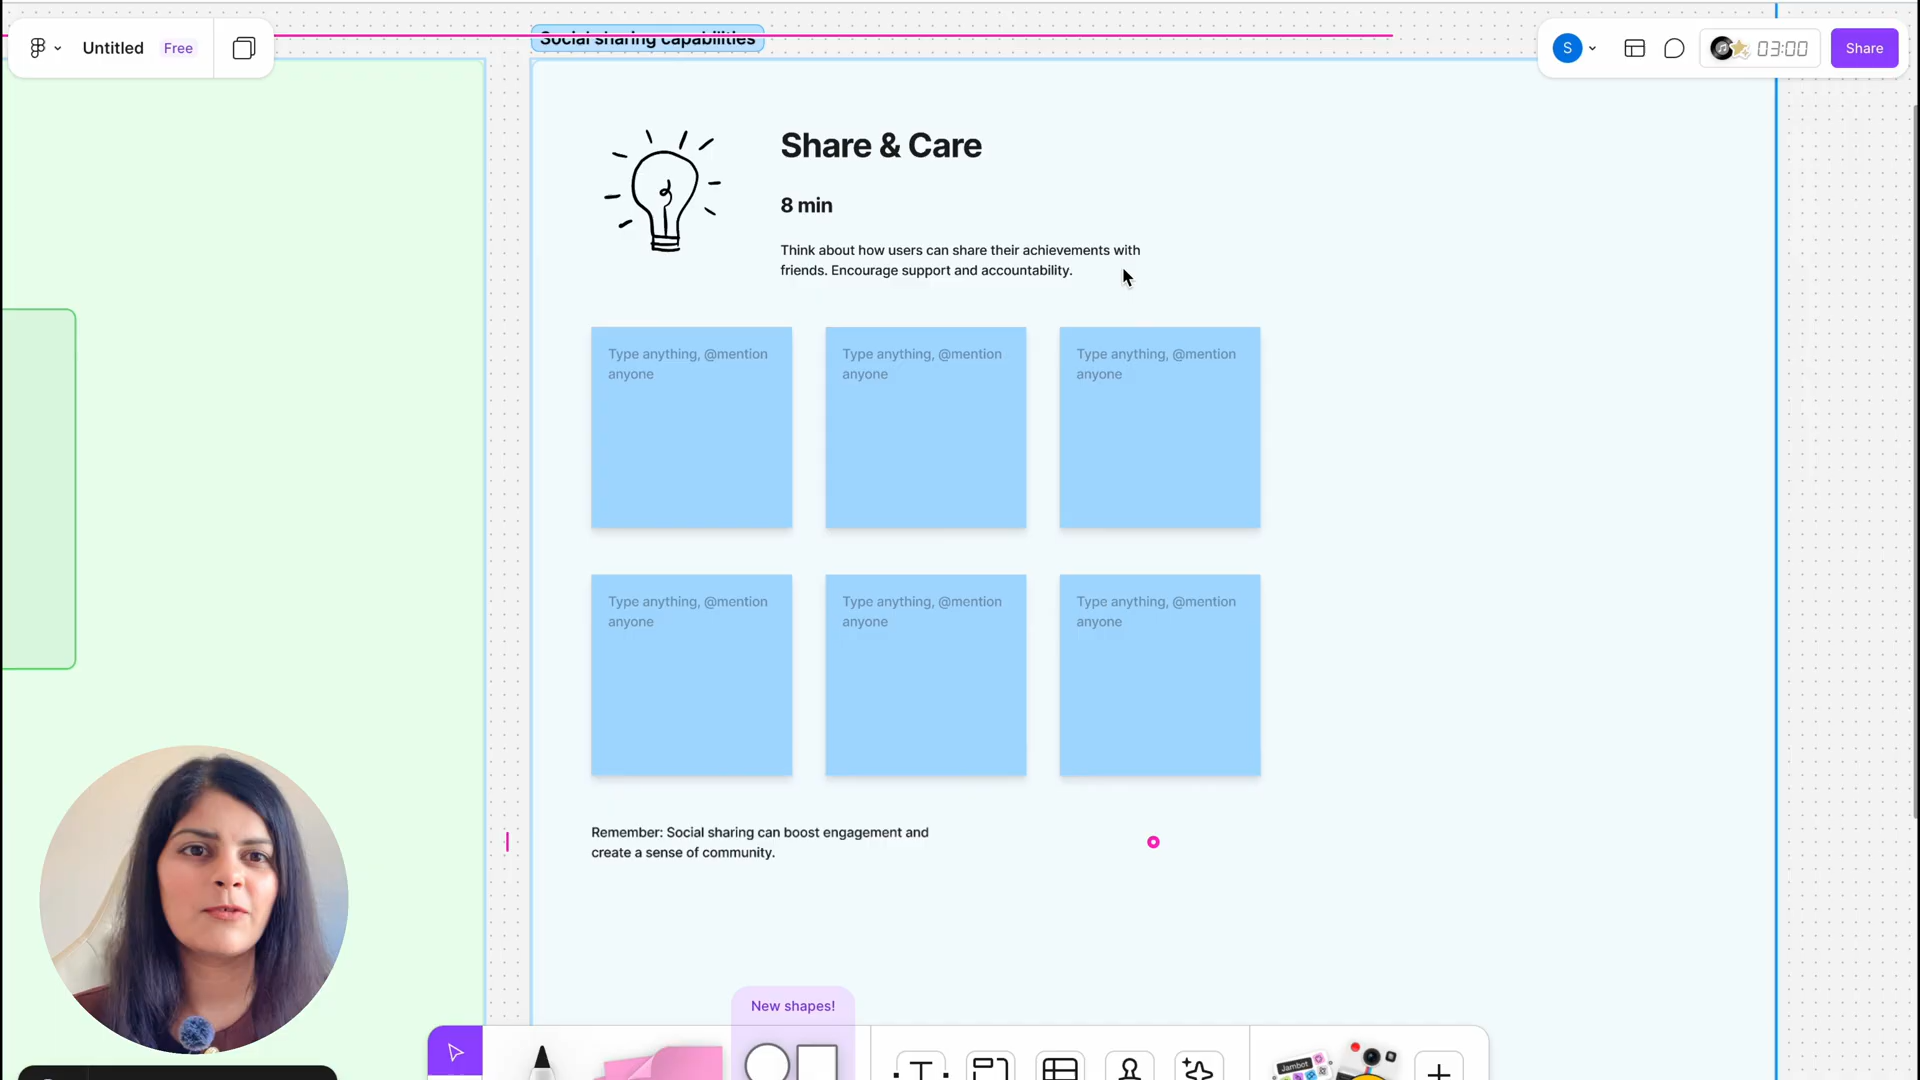 Social sharing capabilities
Untitled
Free
S
03:00
Share
Share & Care
8 min
Think about how users can share their achievements with
friends. Encourage support and accountability.
Type anything, @mention
anyone
Type anything, @mention
anyone
Type anything, @mention
anyone
Type anything, @mention
anyone
Type anything, @mention
anyone
Type anything, @mention
anyone
Remember: Social sharing can boost engagement and
create a sense of community.
New shapes!
T
Jambot